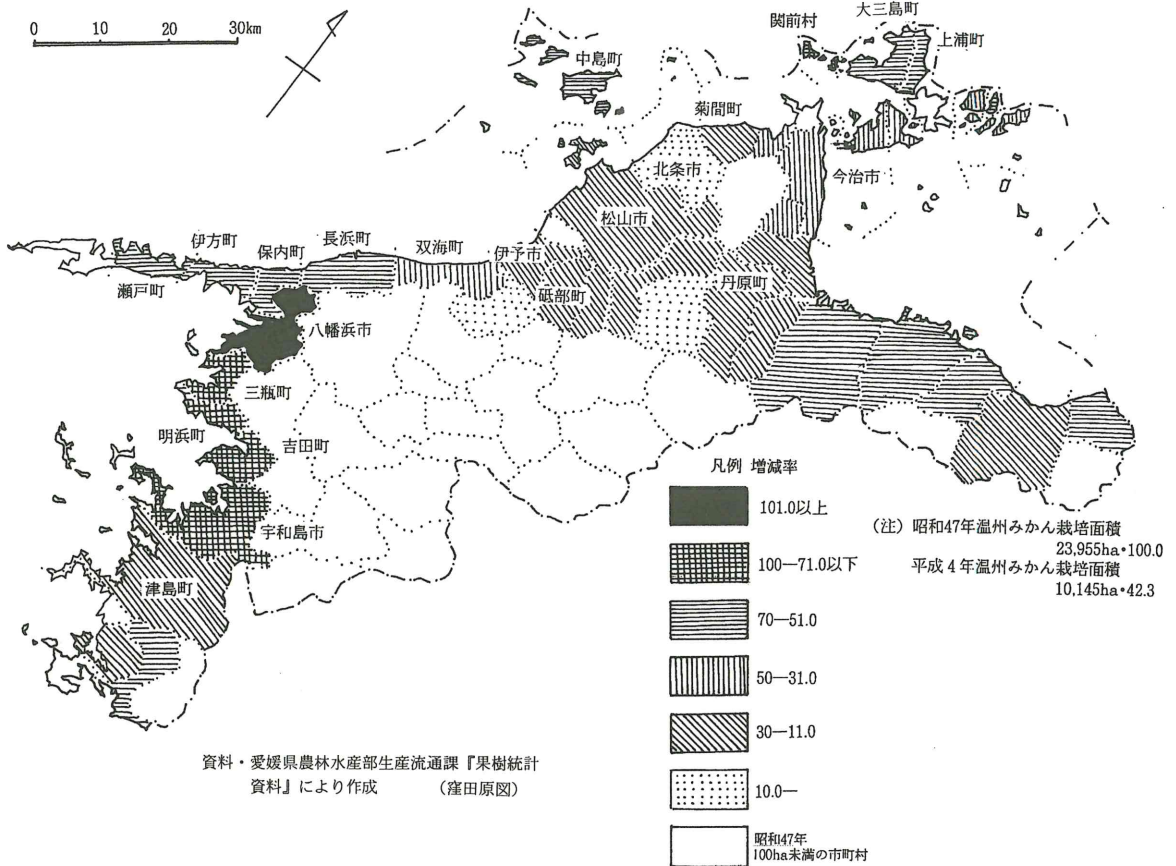 0 10 20 30km
関前村
大三島町
上浦町
中島町
菊間町
北条市
今治市
松山市
伊方町
保内町
長浜町
双海町
伊予市
瀬戸町
砥部町
丹原町
八幡浜市
三瓶町
明浜町
吉田町
宇和島市
津島町
凡例 増減率
101.0以上
100—71.0以下
70—51.0
50—31.0
30—11.0
10.0—
昭和47年
100ha未満の市町村
(注) 昭和47年温州みかん栽培面積
23,955ha・100.0
平成4年温州みかん栽培面積
10,145ha・42.3
資料・愛媛県農林水産部生産流通課『果樹統計
資料』により作成 (窪田原図)